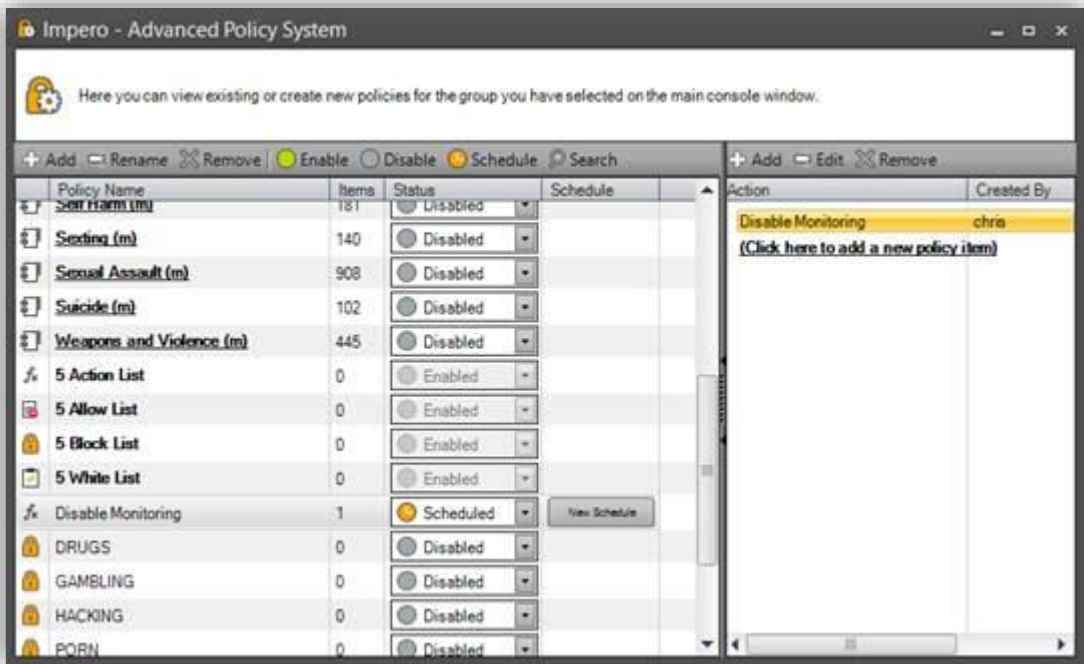 Impero - Advanced Policy System
Here you can view existing or create new policies for the group you have selected on the main console window.
Add Rename Remove Enable Disable Schedule Search
Add Edit Remove
Policy Name Items Status Schedule
Action Created By
Self Harm (m) 181 Disabled
Disable Monitoring chris
Sexting (m) 140 Disabled
(Click here to add a new policy item)
Sexual Assault (m) 908 Disabled
Suicide (m) 102 Disabled
Weapons and Violence (m) 445 Disabled
5 Action List 0 Enabled
5 Allow List 0 Enabled
5 Block List 0 Enabled
5 White List 0 Enabled
Disable Monitoring 1 Scheduled New Schedule
DRUGS 0 Disabled
GAMBLING 0 Disabled
HACKING 0 Disabled
PORN 0 Disabled